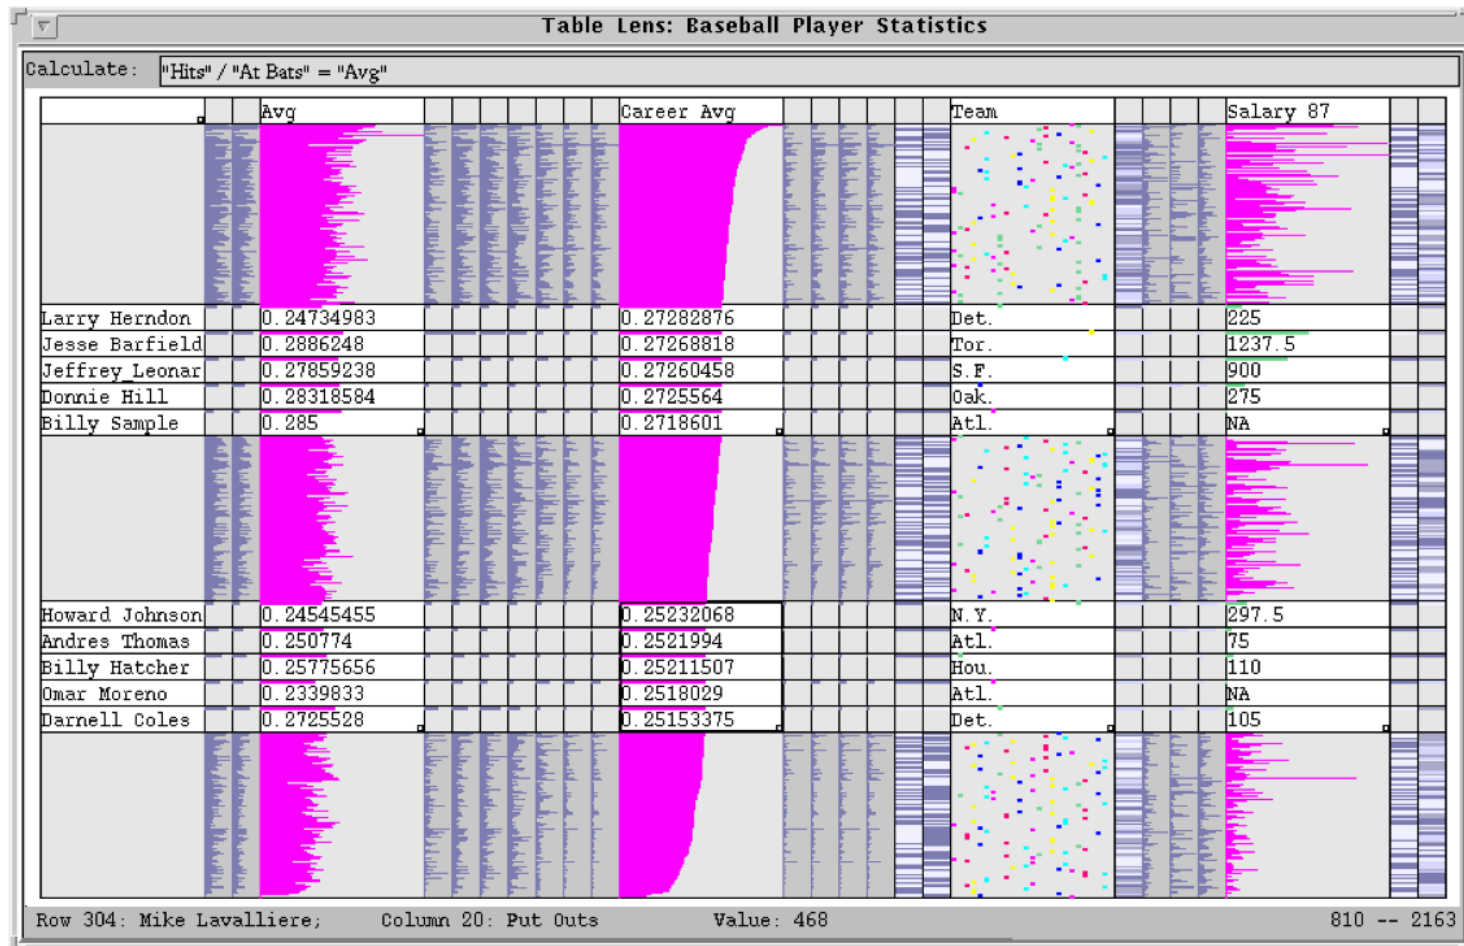 Table Lens: Baseball Player Statistics
Calculate: "Hits" / "At Bats" = "Avg"
Avg Career Avg Team Salary 87
Larry Herndon 0.24734983 0.27282876 Det. 225
Jesse Barfield 0.2886248 0.27268818 Tor. 1237.5
Jeffrey_Leonar 0.27859238 0.27260458 S.F. 900
Donnie Hill 0.28318584 0.2725564 Oak. 275
Billy Sample 0.285 0.2718601 Atl. NA
Howard Johnson 0.24545455 0.25232068 N.Y. 297.5
Andres Thomas 0.250774 0.2521994 Atl. 75
Billy Hatcher 0.25775656 0.25211507 Hou. 110
Omar Moreno 0.2339833 0.2518029 Atl. NA
Darnell Coles 0.2725528 0.25153375 Det. 105
Row 304: Mike Lavalliere; Column 20: Put Outs Value: 468 810 -- 2163